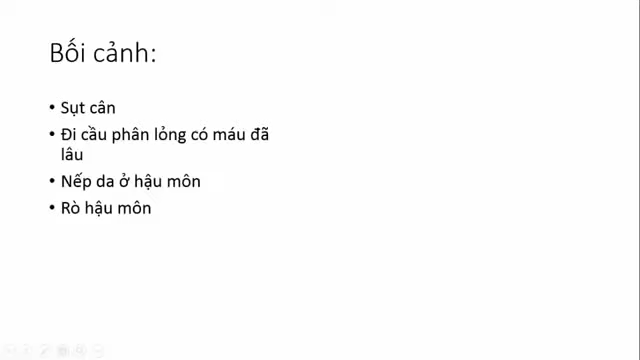 Bối cảnh:
• Sụt cân
• Đi cầu phân lỏng có máu đã
lâu
• Nếp da ở hậu môn
• Rò hậu môn